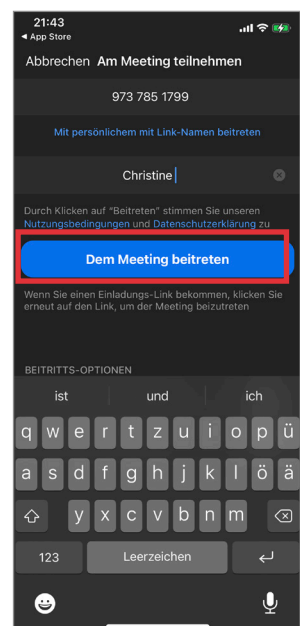 21:43
◀ App Store
Abbrechen Am Meeting teilnehmen
973 785 1799
Mit persönlichem mit Link-Namen beitreten
Christine
Durch Klicken auf "Beitreten" stimmen Sie unseren
Nutzungsbedingungen und Datenschutzerklärung zu
Dem Meeting beitreten
Wenn Sie einen Einladungs-Link bekommen, klicken Sie
erneut auf den Link, um der Meeting beizutreten
BEITRITTS-OPTIONEN
ist und ich
q w e r t z u i o p ü
a s d f g h j k l ö ä
y x c v b n m
123 Leerzeichen